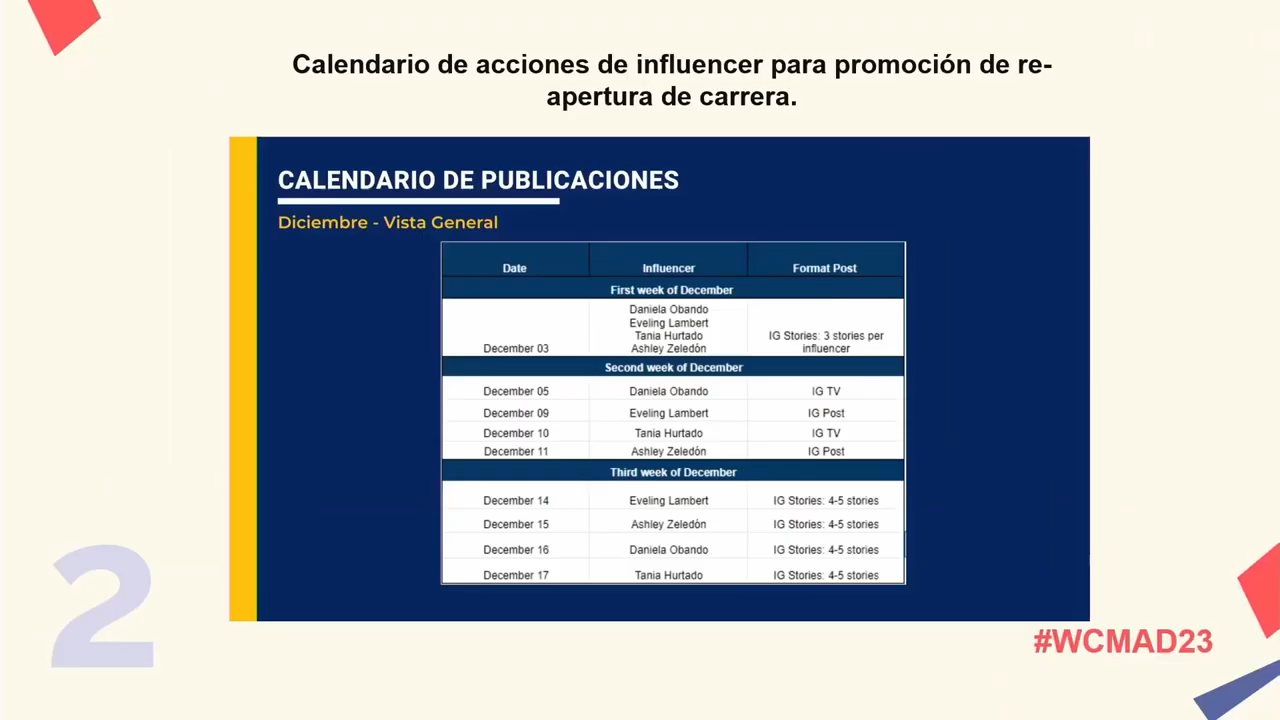 Calendario de acciones de influencer para promoción de re-
apertura de carrera.
CALENDARIO DE PUBLICACIONES
Diciembre - Vista General
Date Influencer Format Post
First week of December
December 03 Daniela Obando
Eveling Lambert
Tania Hurtado
Ashley Zeledón IG Stories: 3 stories per
influencer
Second week of December
December 05 Daniela Obando IG TV
December 09 Eveling Lambert IG Post
December 10 Tania Hurtado IG TV
December 11 Ashley Zeledón IG Post
Third week of December
December 14 Eveling Lambert IG Stories: 4-5 stories
December 15 Ashley Zeledón IG Stories: 4-5 stories
December 16 Daniela Obando IG Stories: 4-5 stories
December 17 Tania Hurtado IG Stories: 4-5 stories
2
#WCMAD23